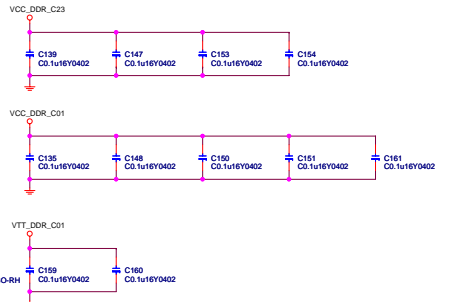 VCC_DDR_C23
C139 C147 C153 C154
C0.1u16Y0402 C0.1u16Y0402 C0.1u16Y0402 C0.1u16Y0402
VCC_DDR_C01
C135 C148 C150 C151 C161
C0.1u16Y0402 C0.1u16Y0402 C0.1u16Y0402 C0.1u16Y0402 C0.1u16Y0402
VTT_DDR_C01
C159 C160
O-RH C0.1u16Y0402 C0.1u16Y0402